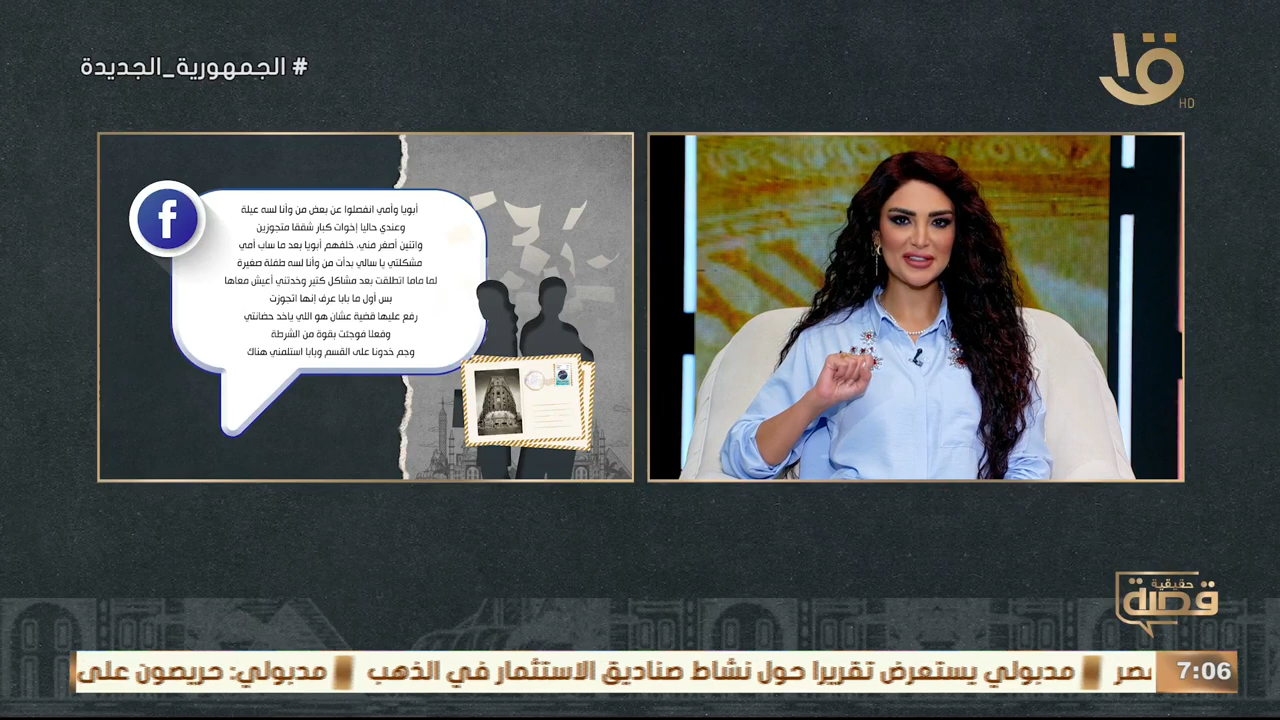 # الجمهورية_الجديدة
HD
أبويا وأمي انفصلوا عن بعض من وأنا لسه عيلة
وعندي حاليا إخوات كبار شققا متجوزين
واتنين أصغر مني، خلفهم أبويا بعد ما ساب أمي
مشكلتي يا سالي بدأت من وأنا لسه طفلة صغيرة
لما ماما اتطلقت بعد مشاكل كتير وخدتني أعيش معاها
بس أول ما بابا عرف إنها اتجوزت
رفع عليها قضية عشان هو اللي ياخد حضانتي
وفعلا فوجئت بقوة من الشرطة
وجم خدونا على القسم وبابا استلمني هناك
f
قصة
حقيقية
7:06
مدبولي يستعرض تقريرا حول نشاط صناديق الاستثمار في الذهب
مدبولي: حريصون على